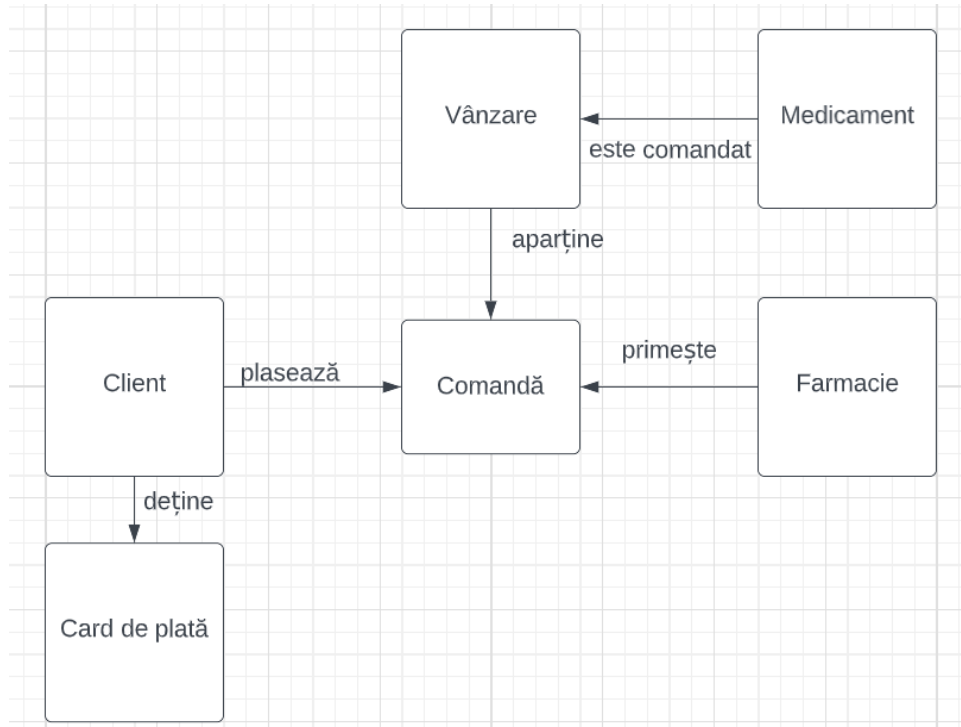 Vânzare
Medicament
este comandat
aparține
Client
plasează
Comandă
primește
Farmacie
deține
Card de plată